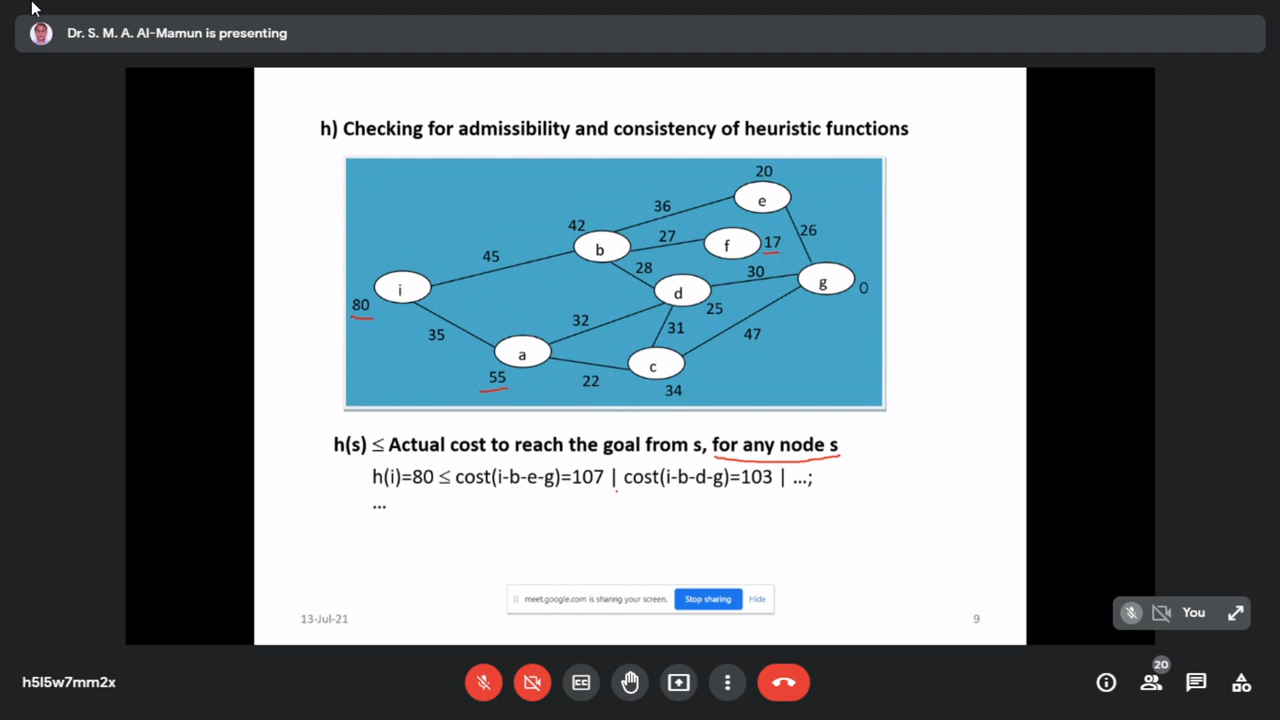 Dr. S. M. A. Al-Mamun is presenting
h) Checking for admissibility and consistency of heuristic functions
20
e
36
42
26
27
17
b
f
45
28
30
g
0
i
d
80
25
32
31
47
35
a
c
55
22
34
h(s) ≤ Actual cost to reach the goal from s, for any node s
h(i)=80 ≤ cost(i-b-e-g)=107 | cost(i-b-d-g)=103 | ...;
...
meet.google.com is sharing your screen. Stop sharing Hide
13-Jul-21
9
You
20
h5l5w7mm2x
CC